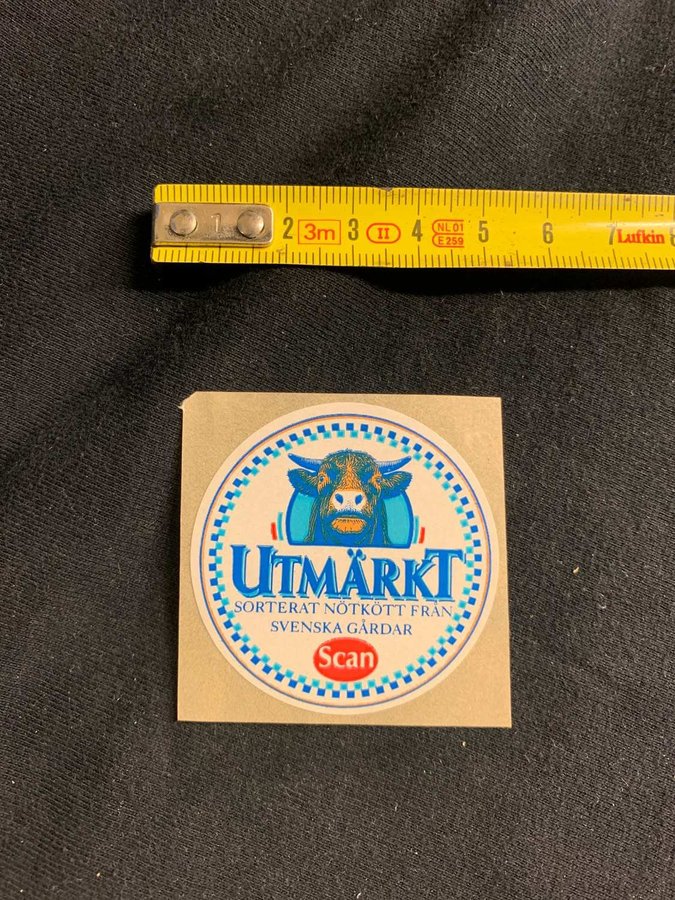 1 2 3m 3 II 4 NL 01 E 259 5 6 7 Lufkin 8
UTMÄRKT
SORTERAT NÖTKÖTT FRÅN
SVENSKA GÅRDAR
Scan